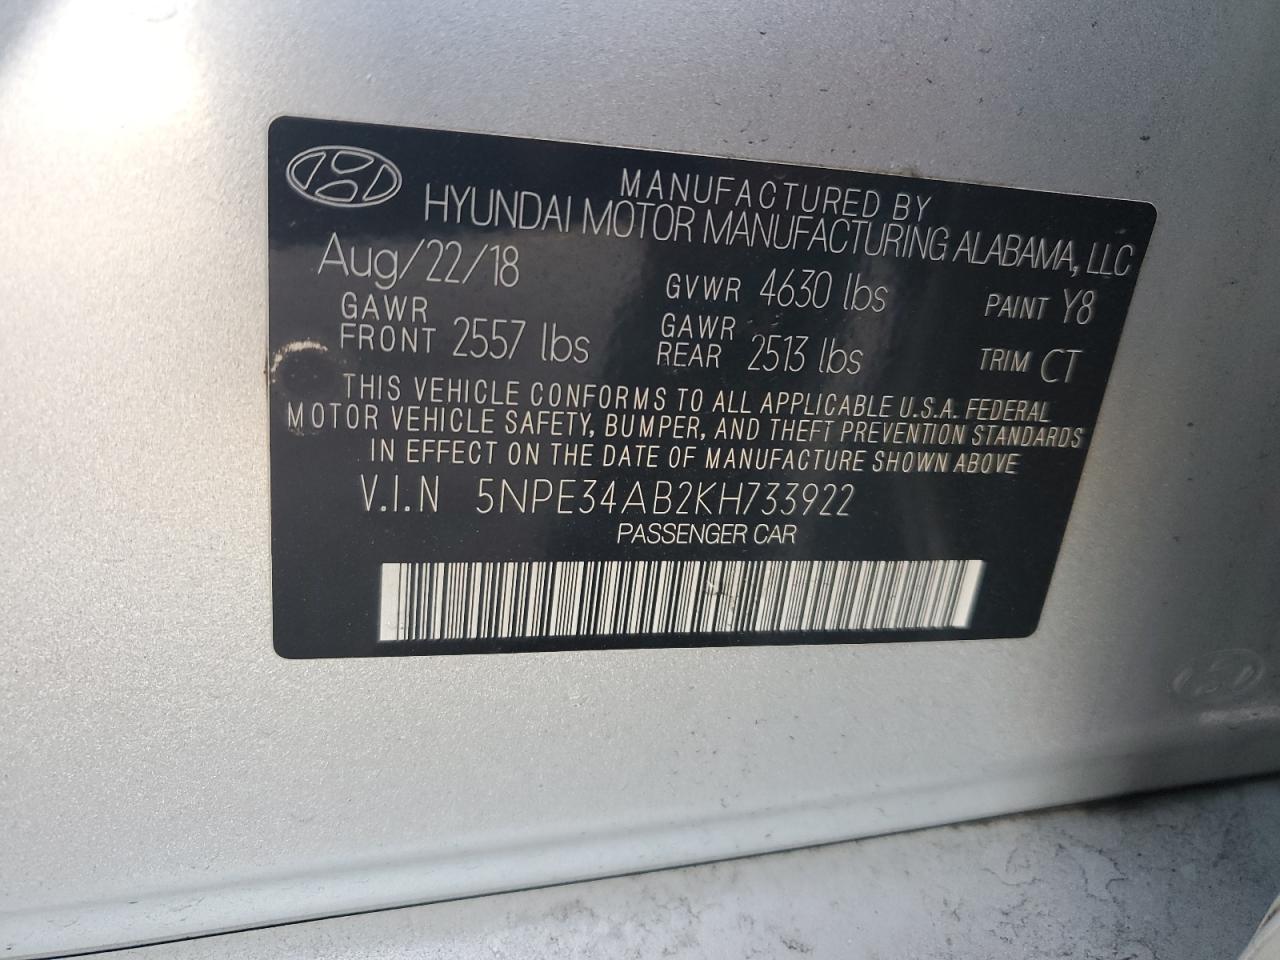 MANUFACTURED BY
HYUNDAI MOTOR MANUFACTURING ALABAMA, LLC
Aug/22/18 GVWR 4630 lbs PAINT Y8
GAWR FRONT 2557 lbs GAWR REAR 2513 lbs TRIM CT
THIS VEHICLE CONFORMS TO ALL APPLICABLE U.S.A. FEDERAL
MOTOR VEHICLE SAFETY, BUMPER, AND THEFT PREVENTION STANDARDS
IN EFFECT ON THE DATE OF MANUFACTURE SHOWN ABOVE
V.I.N 5NPE34AB2KH733922
PASSENGER CAR